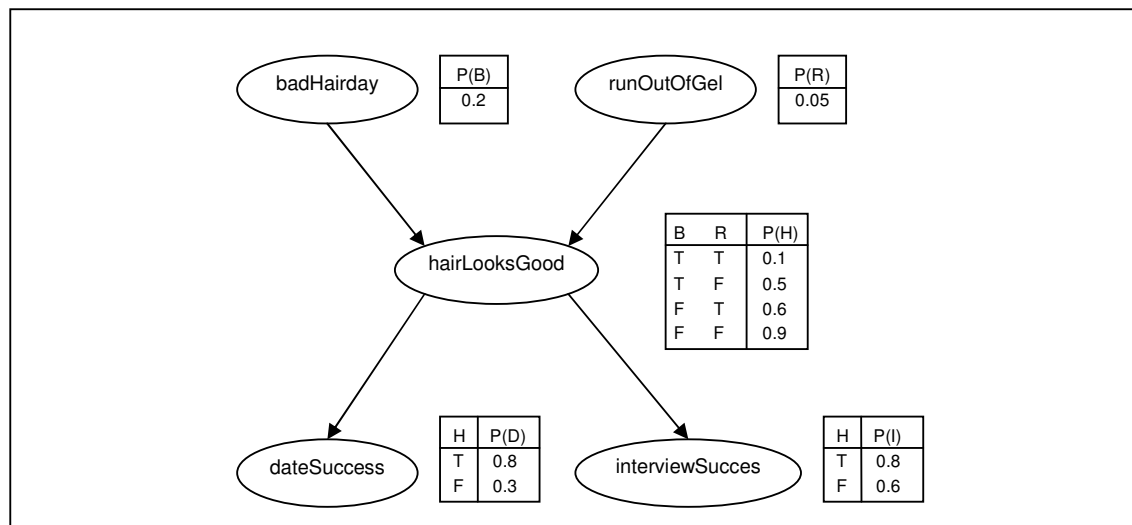 badHairday
P(B)
0.2
runOutOfGel
P(R)
0.05
hairLooksGood
B R P(H)
T T 0.1
T F 0.5
F T 0.6
F F 0.9
dateSuccess
H P(D)
T 0.8
F 0.3
interviewSucces
H P(I)
T 0.8
F 0.6